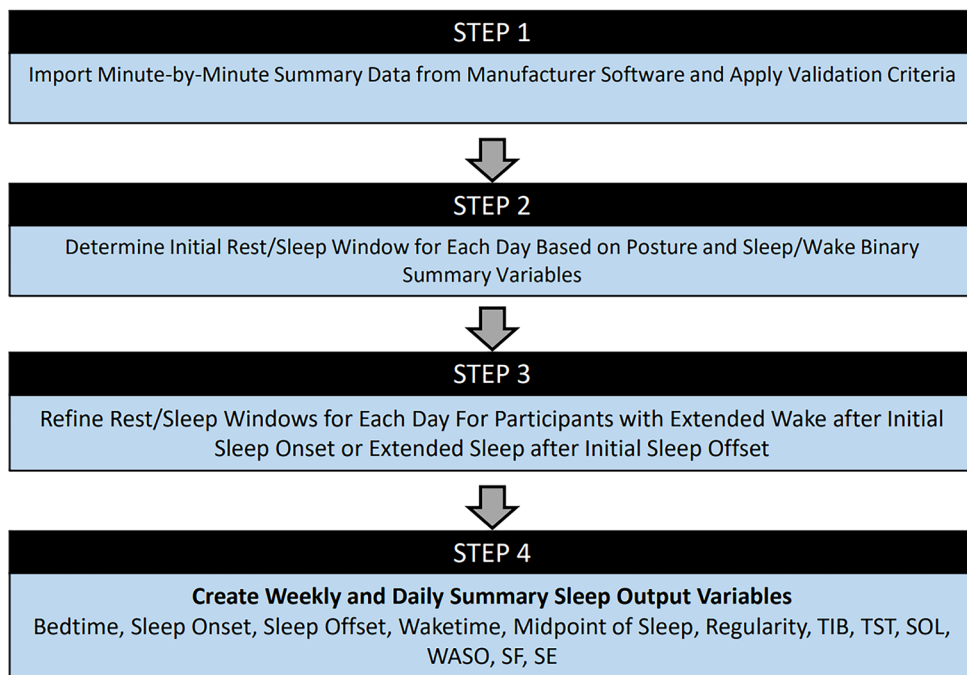 STEP 1
Import Minute-by-Minute Summary Data from Manufacturer Software and Apply Validation Criteria
STEP 2
Determine Initial Rest/Sleep Window for Each Day Based on Posture and Sleep/Wake Binary
Summary Variables
STEP 3
Refine Rest/Sleep Windows for Each Day For Participants with Extended Wake after Initial
Sleep Onset or Extended Sleep after Initial Sleep Offset
STEP 4
Create Weekly and Daily Summary Sleep Output Variables
Bedtime, Sleep Onset, Sleep Offset, Waketime, Midpoint of Sleep, Regularity, TIB, TST, SOL,
WASO, SF, SE